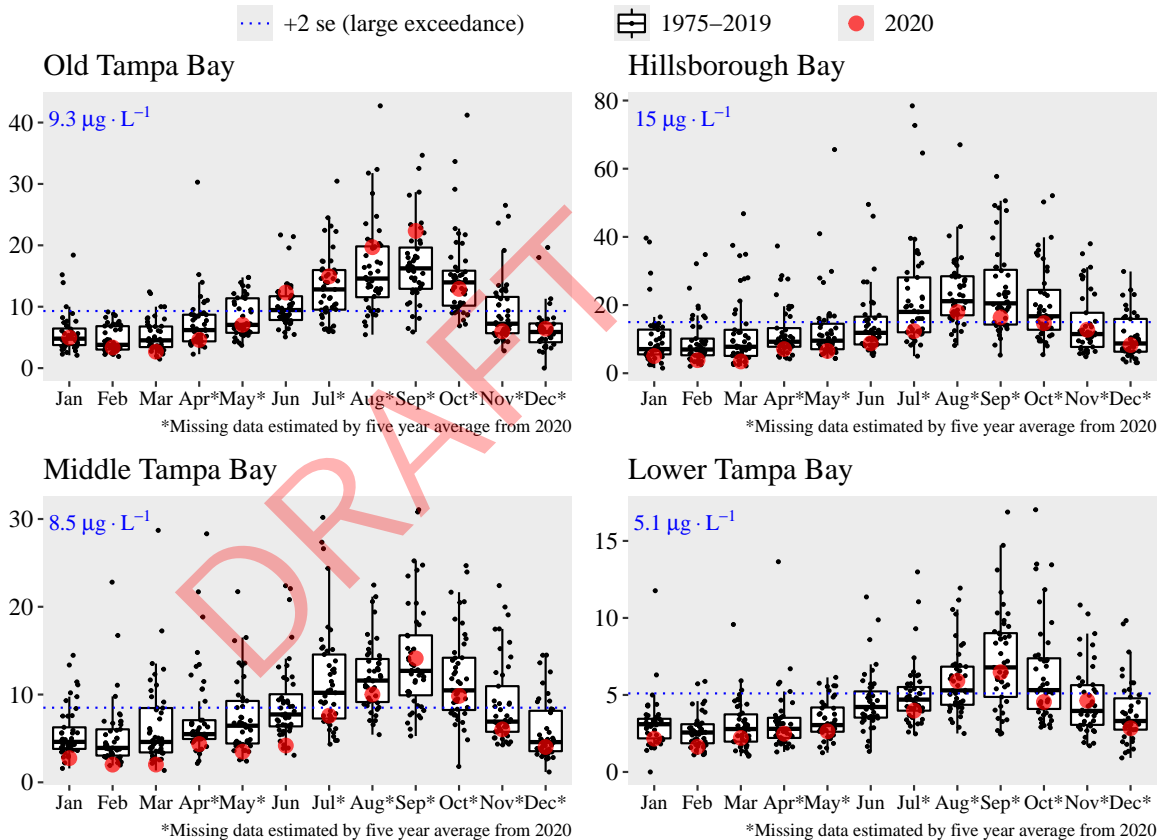 +2 se (large exceedance) 1975–2019 2020
Old Tampa Bay
9.3 μg · L⁻¹
40
30
20
10
0
Jan Feb Mar Apr* May* Jun Jul* Aug* Sep* Oct* Nov* Dec*
*Missing data estimated by five year average from 2020
Hillsborough Bay
15 μg · L⁻¹
80
60
40
20
0
Jan Feb Mar Apr* May* Jun Jul* Aug* Sep* Oct* Nov* Dec*
*Missing data estimated by five year average from 2020
Middle Tampa Bay
8.5 μg · L⁻¹
30
20
10
0
Jan Feb Mar Apr* May* Jun Jul* Aug* Sep* Oct* Nov* Dec*
*Missing data estimated by five year average from 2020
Lower Tampa Bay
5.1 μg · L⁻¹
15
10
5
0
Jan Feb Mar Apr* May* Jun Jul* Aug* Sep* Oct* Nov* Dec*
*Missing data estimated by five year average from 2020
DRAFT